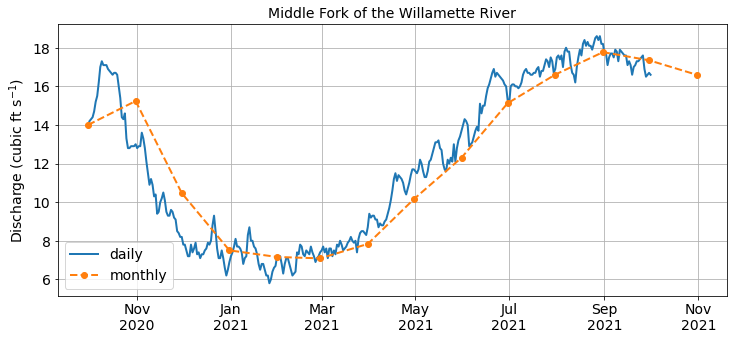 Middle Fork of the Willamette River
Discharge (cubic ft s⁻¹)
18
16
14
12
10
8
6
daily
monthly
Nov
2020
Jan
2021
Mar
2021
May
2021
Jul
2021
Sep
2021
Nov
2021